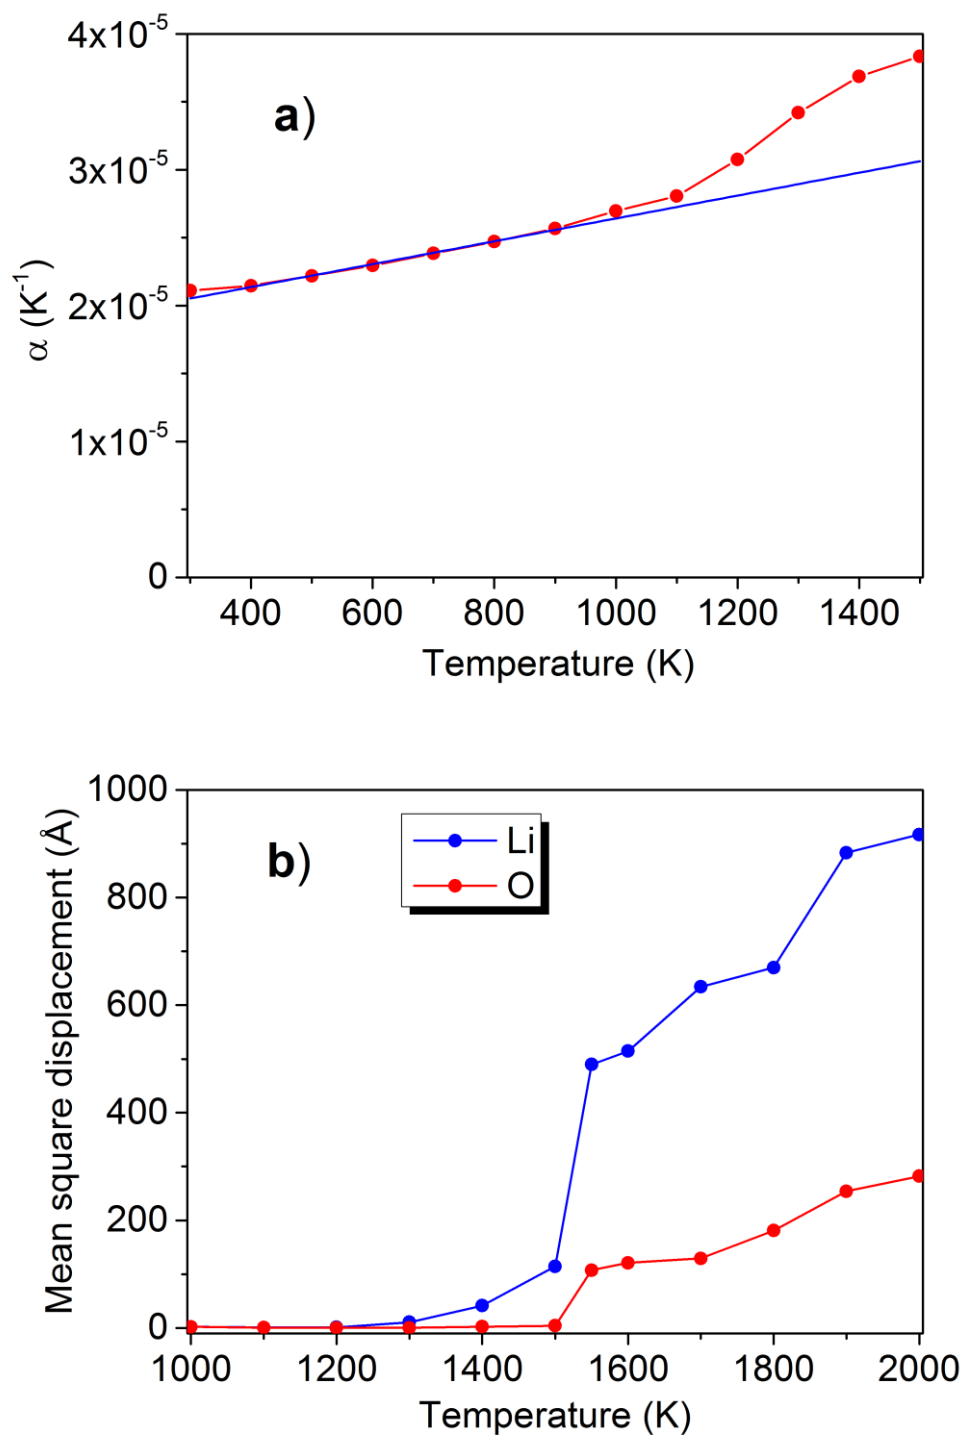 a)
4x10⁻⁵
3x10⁻⁵
2x10⁻⁵
1x10⁻⁵
0
α (K⁻¹)
400 600 800 1000 1200 1400
Temperature (K)
b)
Li
O
1000
800
600
400
200
0
Mean square displacement (Å)
1000 1200 1400 1600 1800 2000
Temperature (K)